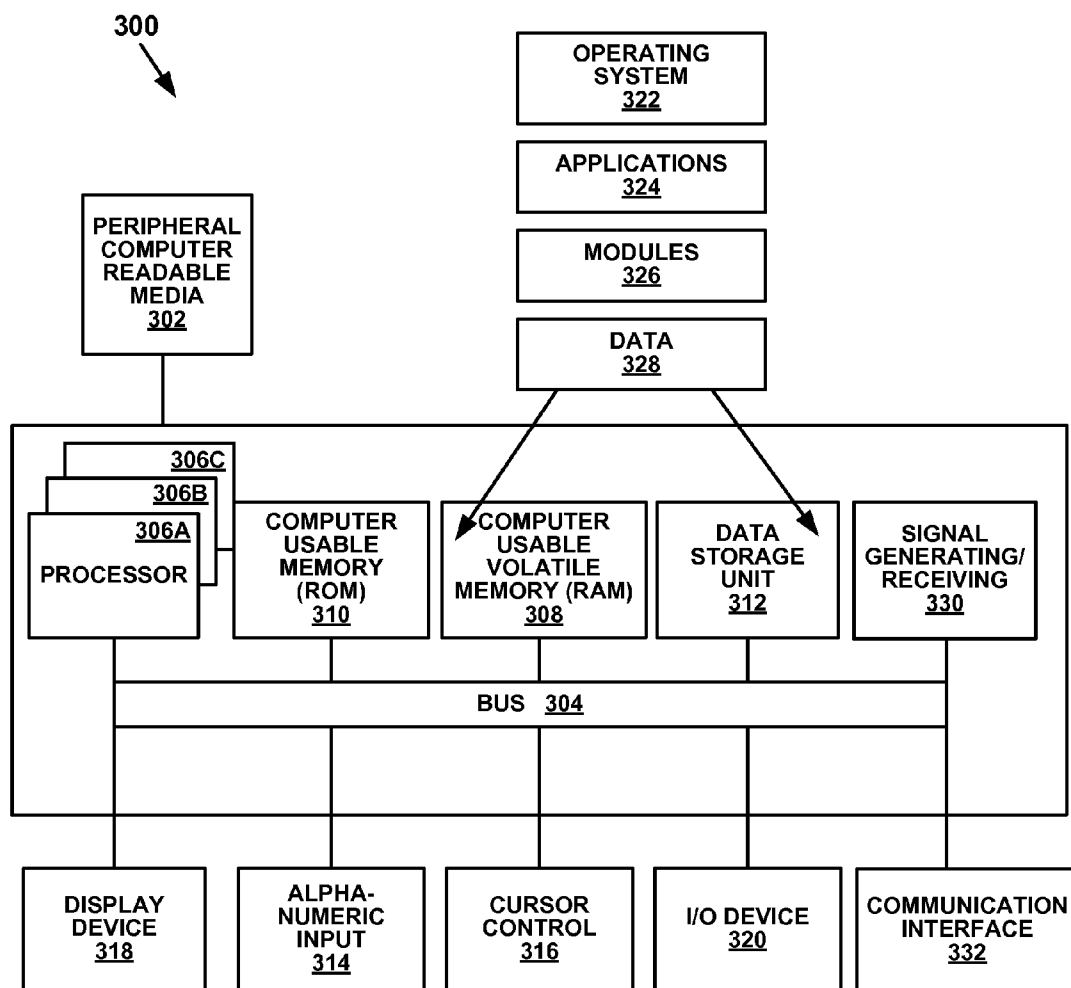 300
OPERATING
SYSTEM
322
APPLICATIONS
324
MODULES
326
DATA
328
PERIPHERAL
COMPUTER
READABLE
MEDIA
302
306C
306B
306A
PROCESSOR
COMPUTER
USABLE
MEMORY
(ROM)
310
COMPUTER
USABLE
VOLATILE
MEMORY (RAM)
308
DATA
STORAGE
UNIT
312
SIGNAL
GENERATING/
RECEIVING
330
BUS 304
DISPLAY
DEVICE
318
ALPHA-
NUMERIC
INPUT
314
CURSOR
CONTROL
316
I/O DEVICE
320
COMMUNICATION
INTERFACE
332